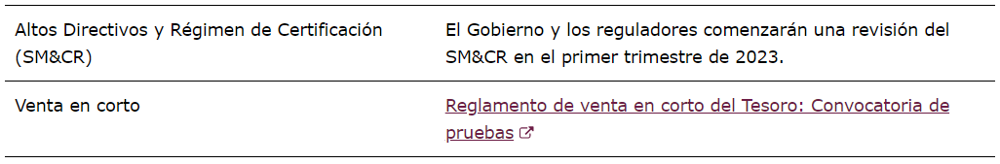 Altos Directivos y Régimen de Certificación
(SM&CR)
El Gobierno y los reguladores comenzarán una revisión del
SM&CR en el primer trimestre de 2023.
Venta en corto
Reglamento de venta en corto del Tesoro: Convocatoria de
pruebas